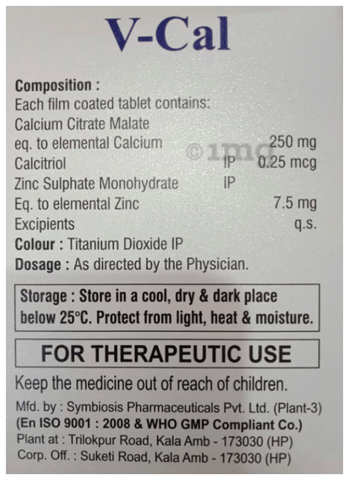 V-Cal
Composition :
Each film coated tablet contains:
Calcium Citrate Malate
eq. to elemental Calcium 250 mg
© 1mg
Calcitriol IP 0.25 mcg
Zinc Sulphate Monohydrate IP
Eq. to elemental Zinc 7.5 mg
Excipients q.s.
Colour : Titanium Dioxide IP
Dosage : As directed by the Physician.
Storage : Store in a cool, dry & dark place
below 25°C. Protect from light, heat & moisture.
FOR THERAPEUTIC USE
Keep the medicine out of reach of children.
Mfd. by : Symbiosis Pharmaceuticals Pvt. Ltd. (Plant-3)
(En ISO 9001 : 2008 & WHO GMP Compliant Co.)
Plant at : Trilokpur Road, Kala Amb - 173030 (HP)
Corp. Off. : Suketi Road, Kala Amb - 173030 (HP)